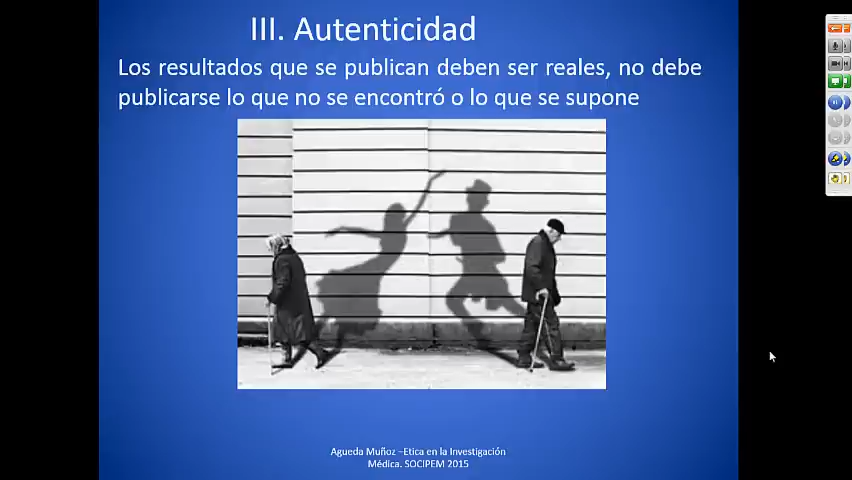 III. Autenticidad
Los resultados que se publican deben ser reales, no debe
publicarse lo que no se encontró o lo que se supone
Agueda Muñoz –Etica en la Investigación
Médica. SOCIPEM 2015